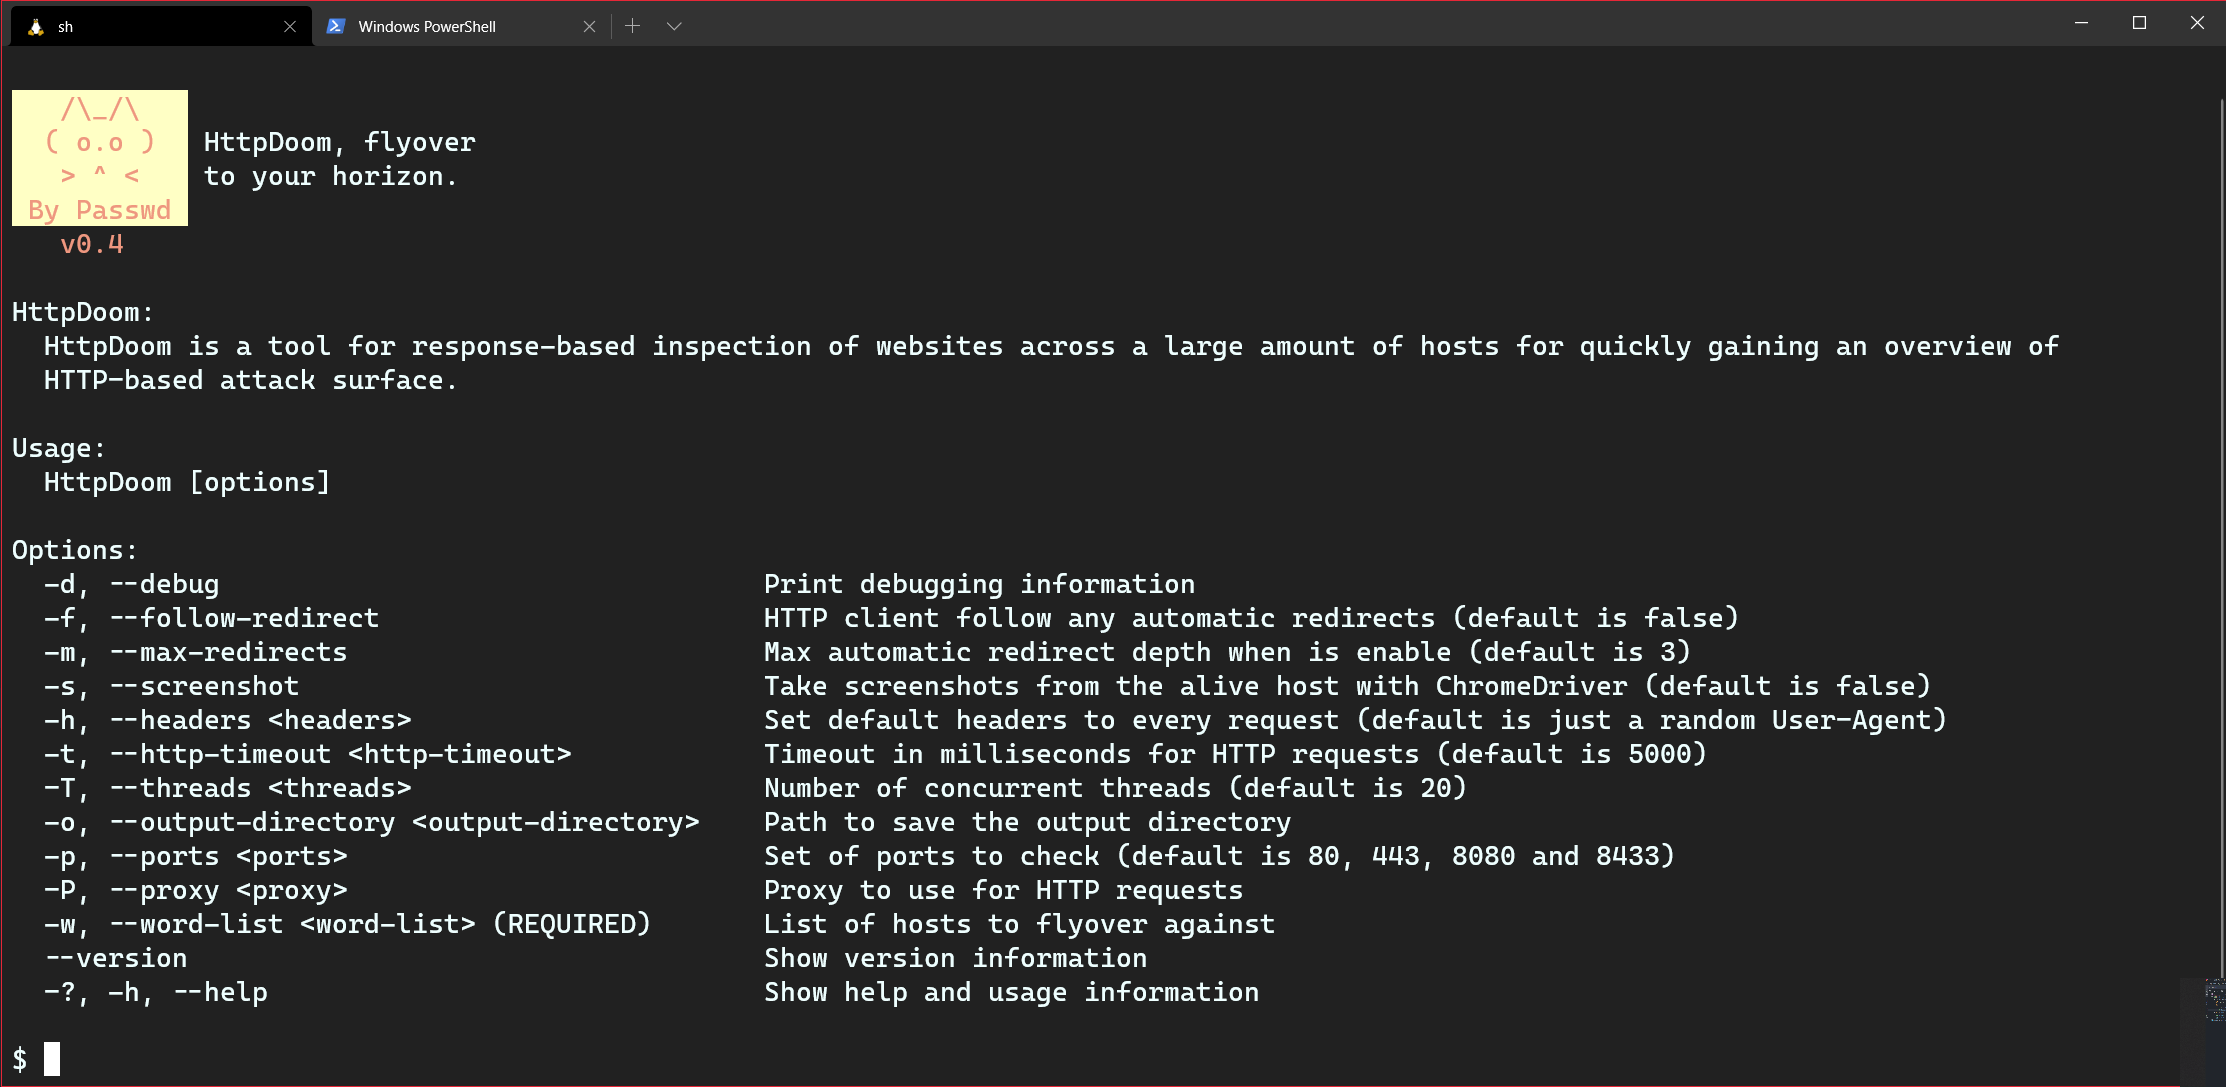 sh
Windows PowerShell
/\_/\
( o.o ) HttpDoom, flyover
> ^ < to your horizon.
By Passwd
v0.4
HttpDoom:
HttpDoom is a tool for response-based inspection of websites across a large amount of hosts for quickly gaining an overview of
HTTP-based attack surface.
Usage:
HttpDoom [options]
Options:
-d, --debug Print debugging information
-f, --follow-redirect HTTP client follow any automatic redirects (default is false)
-m, --max-redirects Max automatic redirect depth when is enable (default is 3)
-s, --screenshot Take screenshots from the alive host with ChromeDriver (default is false)
-h, --headers <headers> Set default headers to every request (default is just a random User-Agent)
-t, --http-timeout <http-timeout> Timeout in milliseconds for HTTP requests (default is 5000)
-T, --threads <threads> Number of concurrent threads (default is 20)
-o, --output-directory <output-directory> Path to save the output directory
-p, --ports <ports> Set of ports to check (default is 80, 443, 8080 and 8433)
-P, --proxy <proxy> Proxy to use for HTTP requests
-w, --word-list <word-list> (REQUIRED) List of hosts to flyover against
--version Show version information
-?, -h, --help Show help and usage information
$